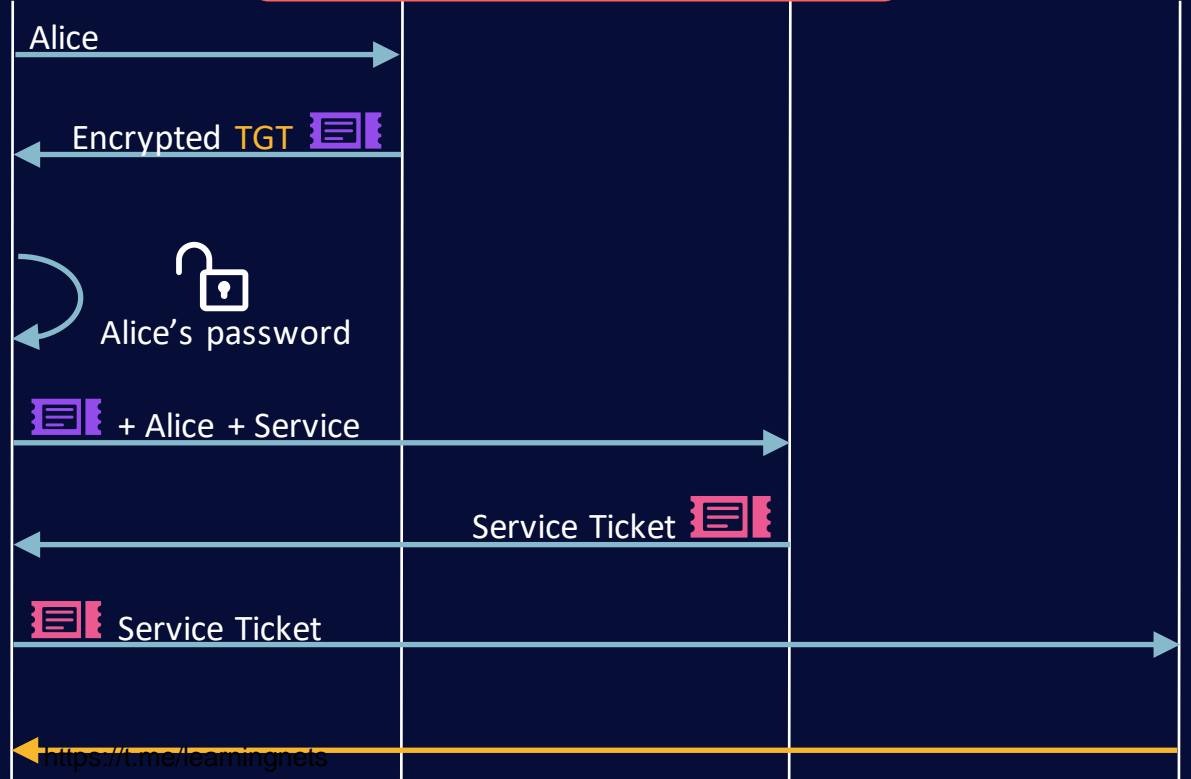 Alice
Encrypted TGT
Alice’s password
+ Alice + Service
Service Ticket
Service Ticket
https://t.me/learningnets